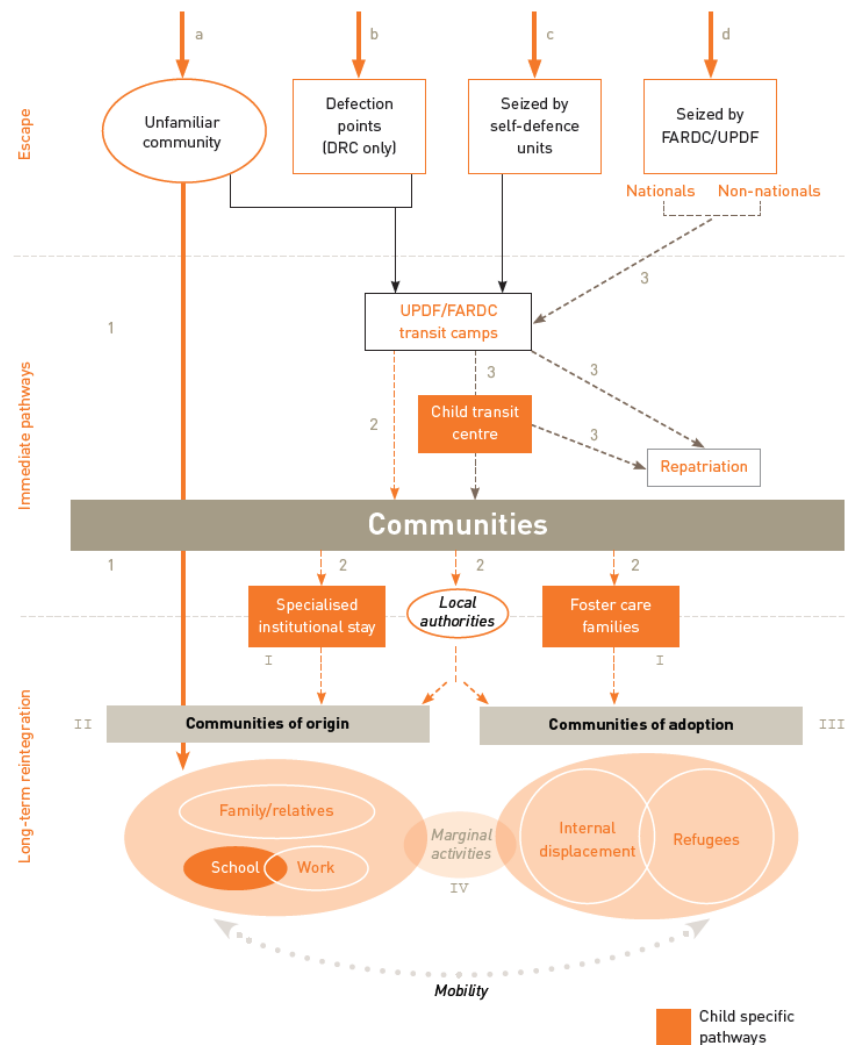 a
b
c
d
Escape
Unfamiliar
community
Defection
points
(DRC only)
Seized by
self-defence
units
Seized by
FARDC/UPDF
Nationals
Non-nationals
Immediate pathways
1
3
UPDF/FARDC
transit camps
2
3
3
Child transit
centre
3
Repatriation
Communities
1
2
2
2
Specialised
institutional stay
Local
authorities
Foster care
families
Long-term reintegration
I
I
II
Communities of origin
Communities of adoption
III
Family/relatives
School
Work
Marginal
activities
IV
Internal
displacement
Refugees
Mobility
Child specific
pathways